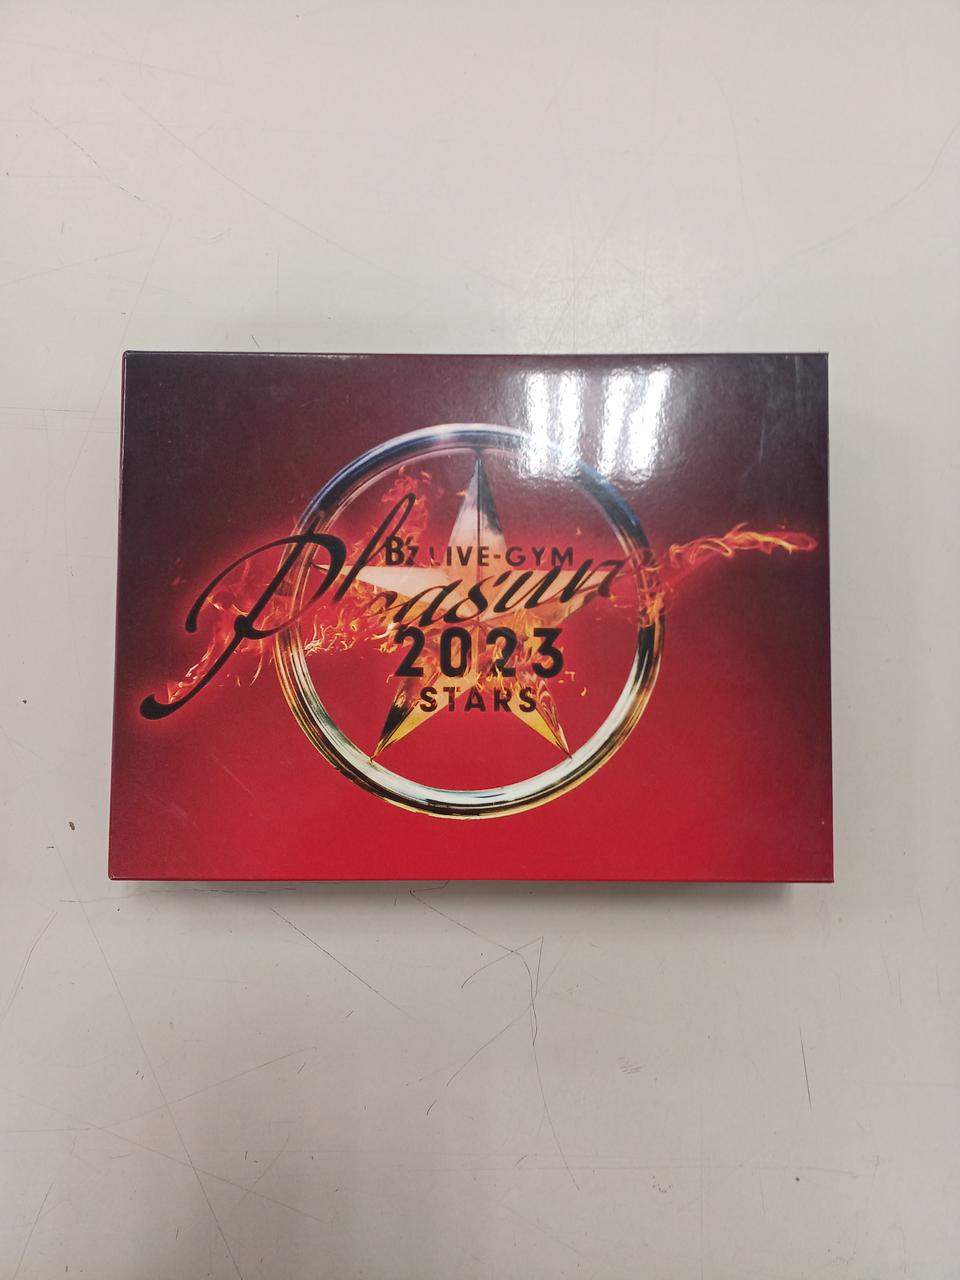 B'z LIVE-GYM
Pleasure
2023
STARS